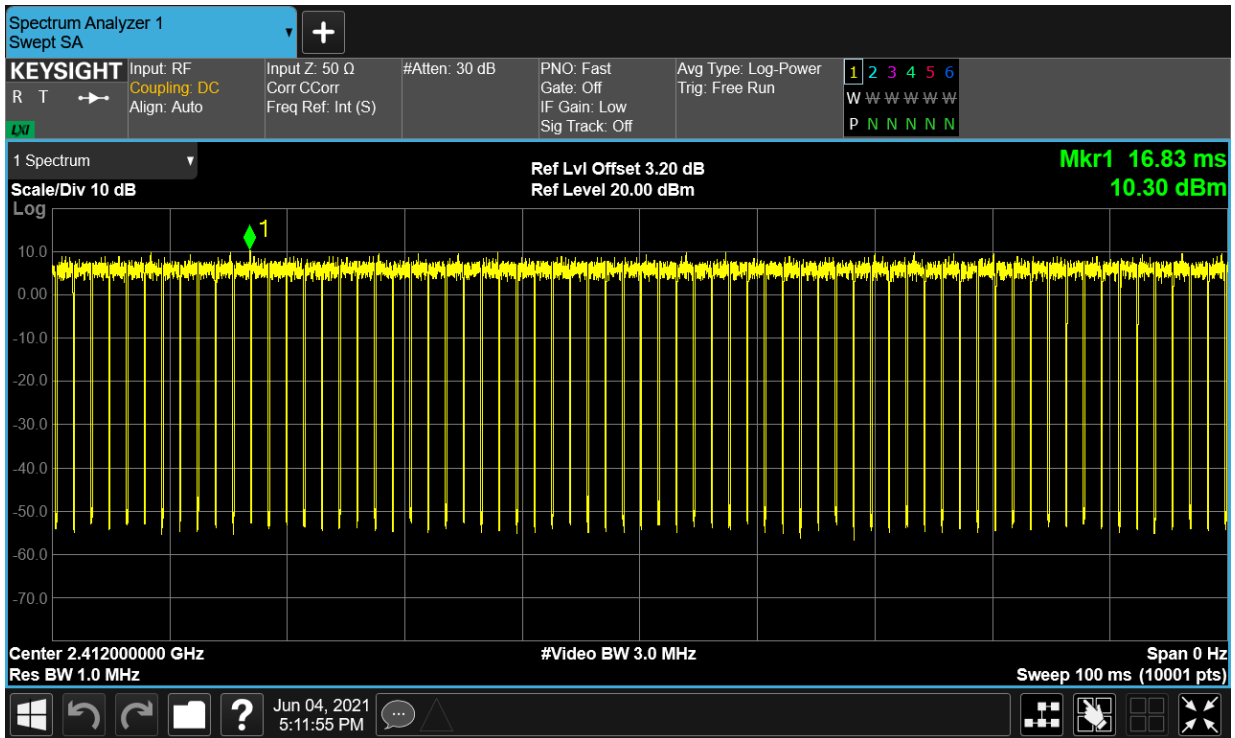 Spectrum Analyzer 1
Swept SA
KEYSIGHT
R T
LXI
Input: RF
Coupling: DC
Align: Auto
Input Z: 50 Ω
Corr CCorr
Freq Ref: Int (S)
#Atten: 30 dB
PNO: Fast
Gate: Off
IF Gain: Low
Sig Track: Off
Avg Type: Log-Power
Trig: Free Run
1 2 3 4 5 6
W W W W W W
P N N N N N
1 Spectrum
Scale/Div 10 dB
Log
Ref Lvl Offset 3.20 dB
Ref Level 20.00 dBm
Mkr1 16.83 ms
10.30 dBm
1
10.0
0.00
-10.0
-20.0
-30.0
-40.0
-50.0
-60.0
-70.0
Center 2.412000000 GHz
Res BW 1.0 MHz
#Video BW 3.0 MHz
Span 0 Hz
Sweep 100 ms (10001 pts)
?
Jun 04, 2021
5:11:55 PM